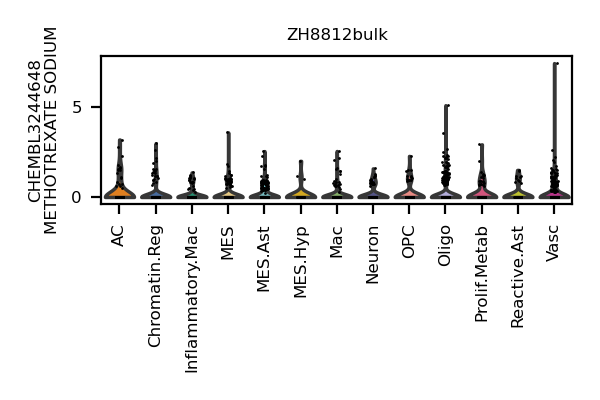 ZH8812bulk
CHEMBL3244648
METHOTREXATE SODIUM
5
0
AC
Chromatin.Reg
Inflammatory.Mac
MES
MES.Ast
MES.Hyp
Mac
Neuron
OPC
Oligo
Prolif.Metab
Reactive.Ast
Vasc